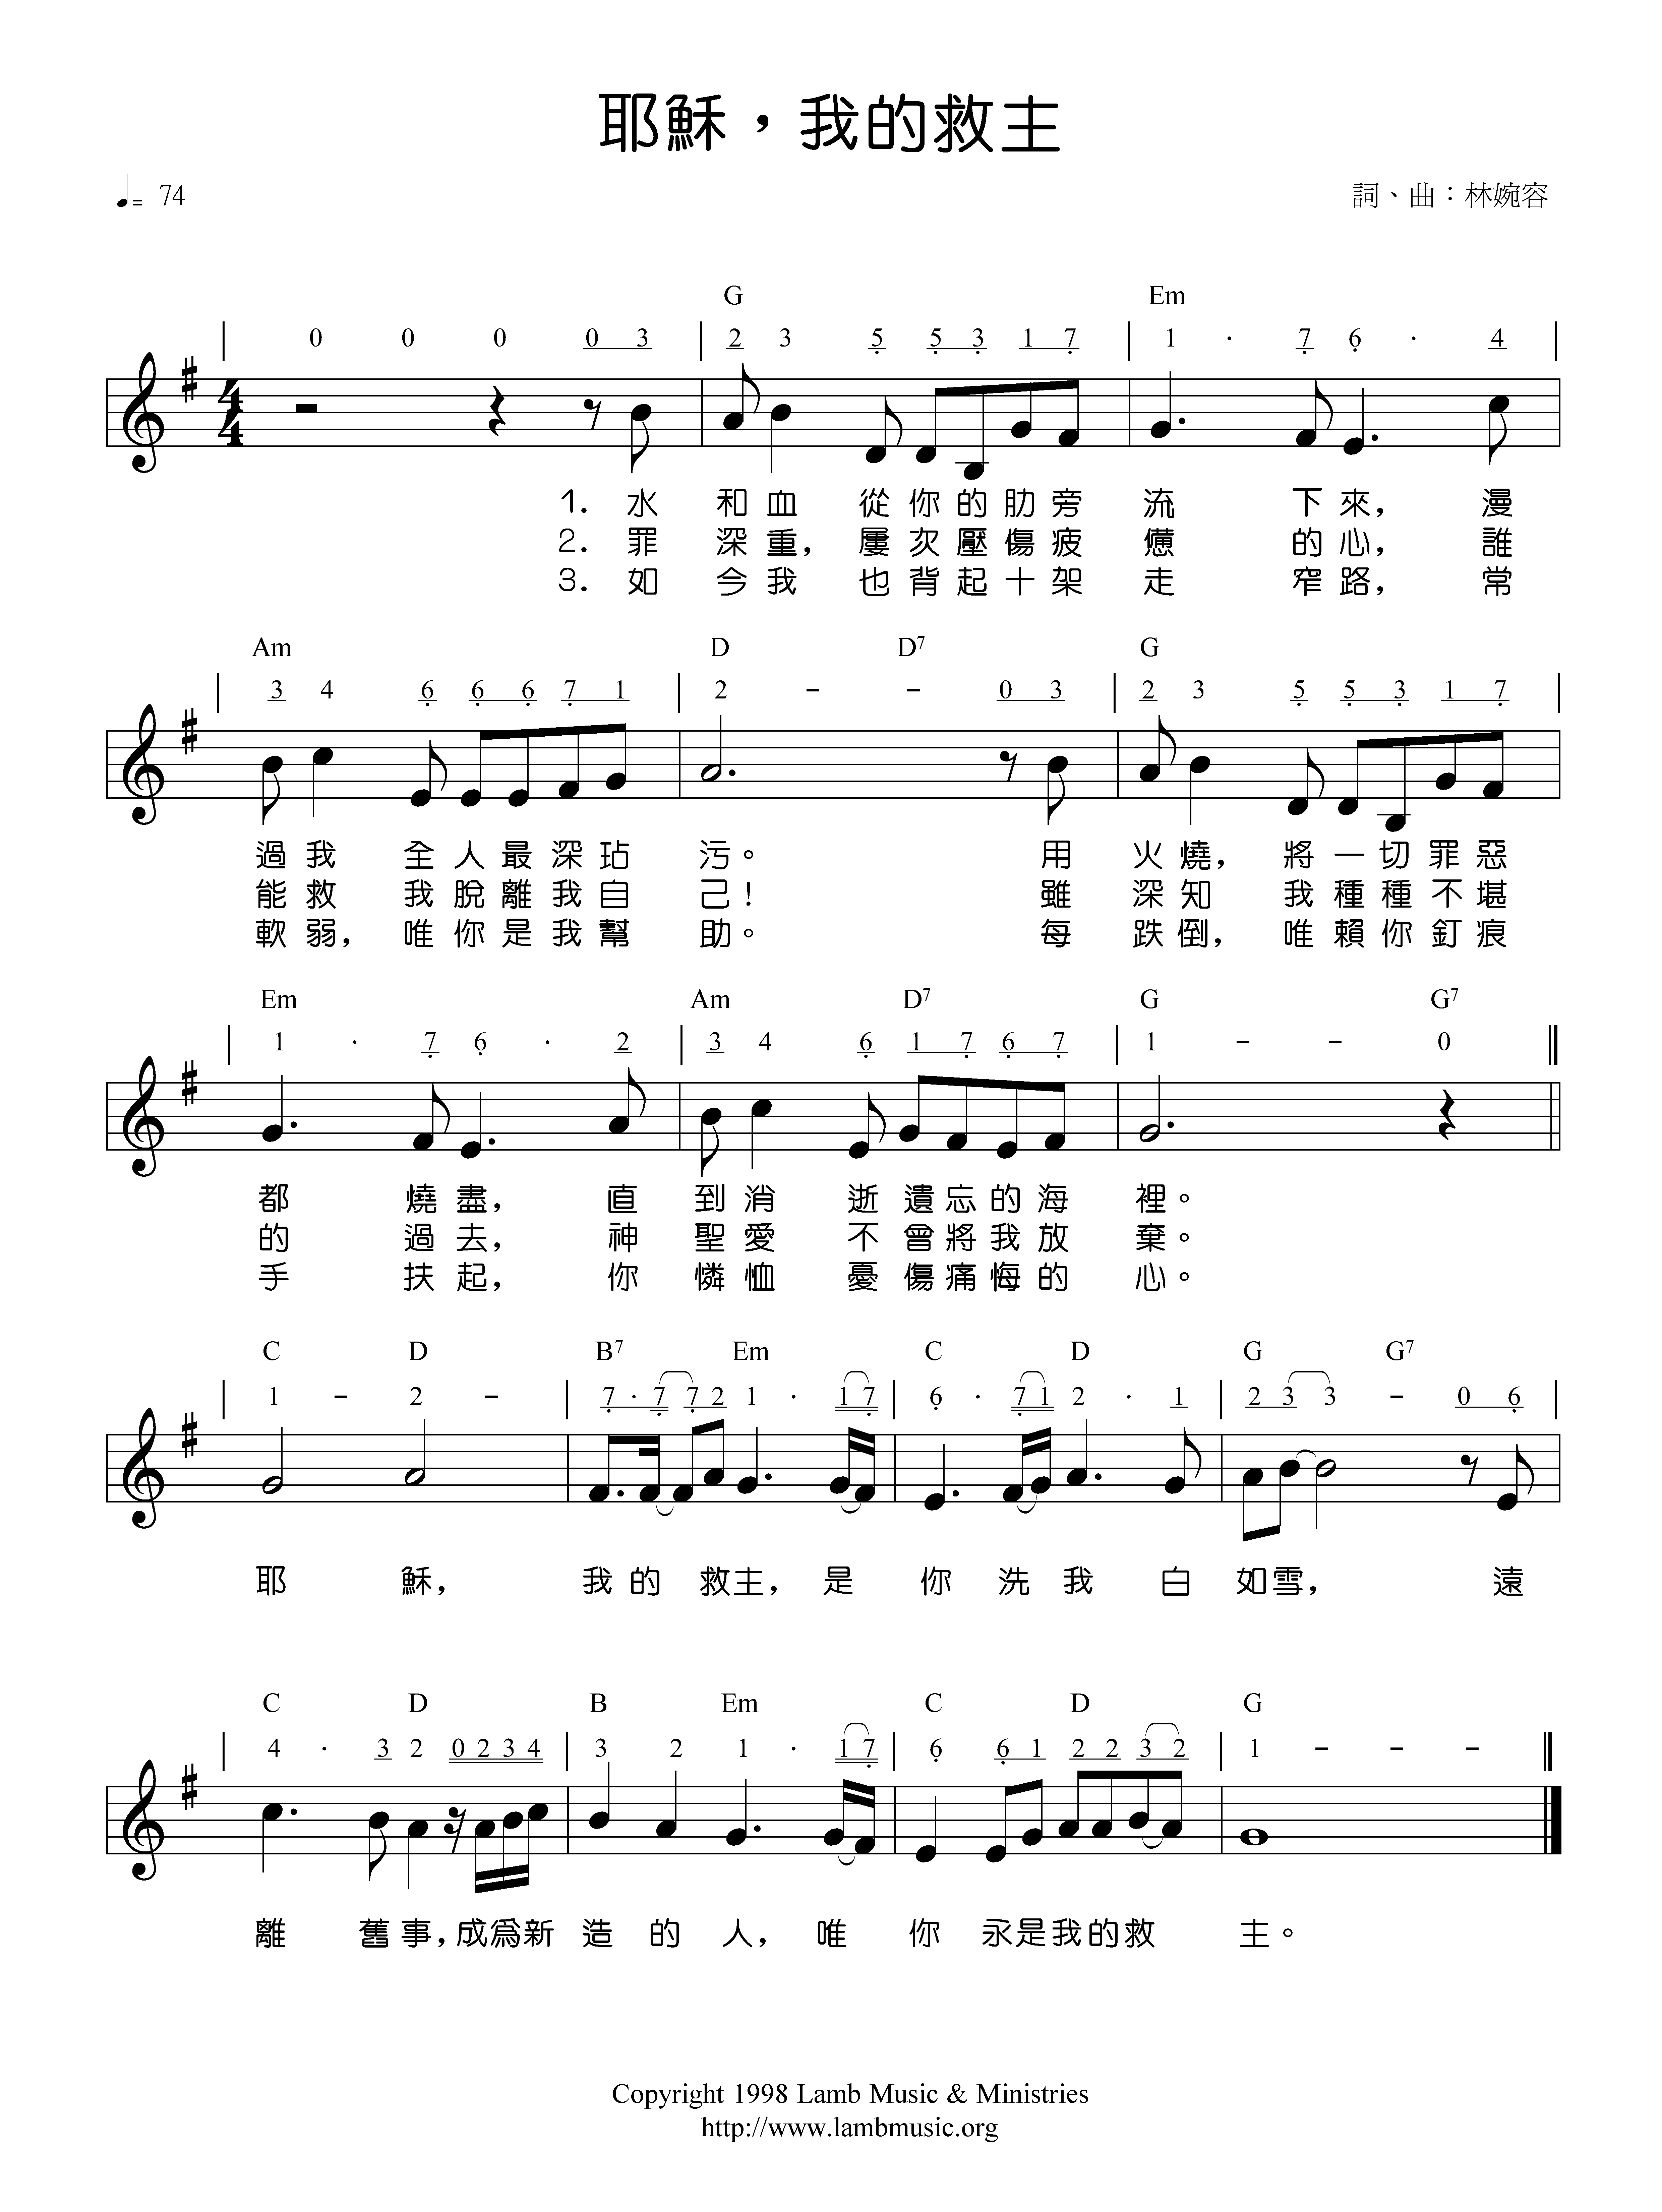 耶穌，我的救主
♩= 74
詞、曲：林婉容
G Em
| 0 0 0 0 3 | 2 3 5 5 3 1 7 | 1 · 7 6 · 4 |
4 4
1. 水 和血 從你的肋旁 流 下來, 漫
2. 罪 深重, 屢次壓傷疲 憊 的心, 誰
3. 如 今我 也背起十架 走 窄路, 常
Am D D7 G
| 3 4 6 6 6 7 1 | 2 - - 0 3 | 2 3 5 5 3 1 7 |
過我 全人最深玷 污。 用 火燒, 將一切罪惡
能救 我脫離我自 己! 雖 深知 我種種不堪
軟弱, 唯你是我幫 助。 每 跌倒, 唯賴你釘痕
Em Am D7 G G7
| 1 · 7 6 · 2 | 3 4 6 1 7 6 7 | 1 - - 0 ‖
都 燒盡, 直 到消 逝遺忘的海 裡。
的 過去, 神 聖愛 不曾將我放 棄。
手 扶起, 你 憐恤 憂傷痛悔的 心。
C D B7 Em C D G G7
| 1 - 2 - | 7 · 7 7 2 1 · 1 7 | 6 · 7 1 2 · 1 | 2 3 3 - 0 6 |
耶 穌, 我的 救主, 是 你 洗我 白 如雪, 遠
C D B Em C D G
| 4 · 3 2 0 2 3 4 | 3 2 1 · 1 7 | 6 6 1 2 2 3 2 | 1 - - - ‖
離 舊事,成為新 造的人, 唯 你 永是我的救 主。
Copyright 1998 Lamb Music & Ministries
http://www.lambmusic.org